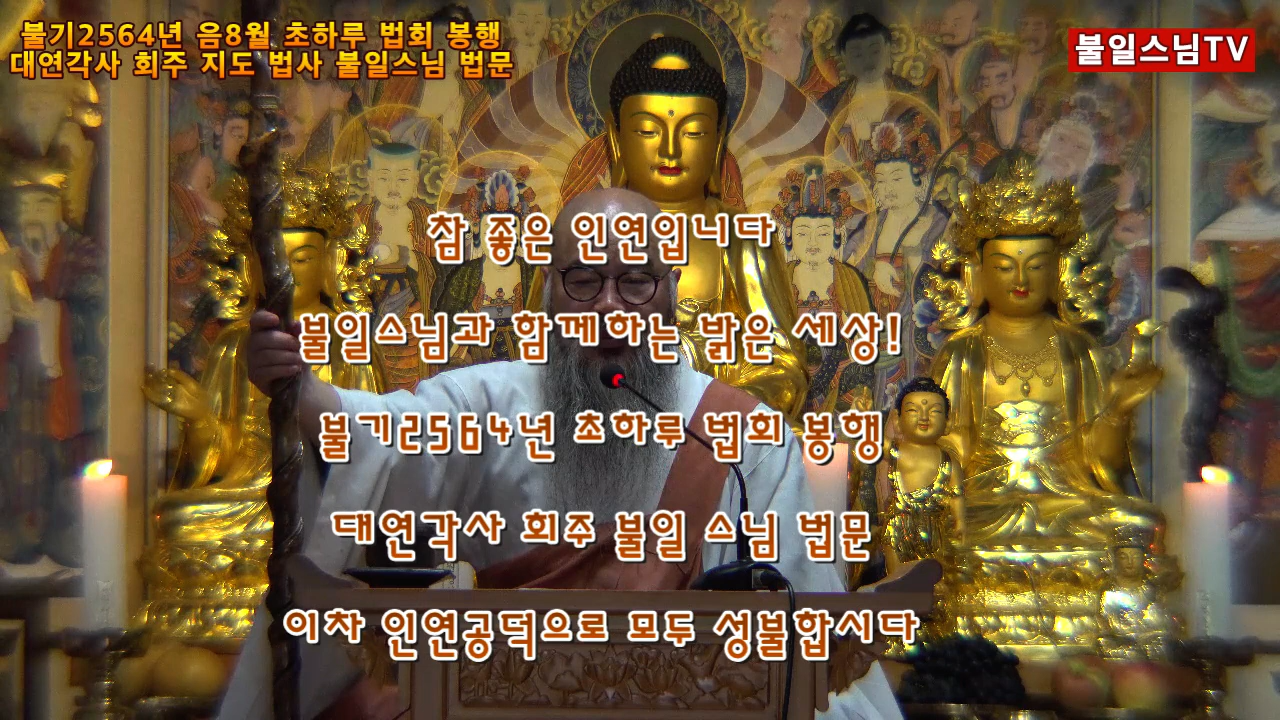 불기2564년 음8월 초하루 법회 봉행
대연각사 회주 지도 법사 불일스님 법문
불일스님TV
참 좋은 인연입니다
불일스님과 함께하는 밝은 세상!
불기2564년 초하루 법회 봉행
대연각사 회주 불일 스님 법문
이차 인연공덕으로 모두 성불합시다